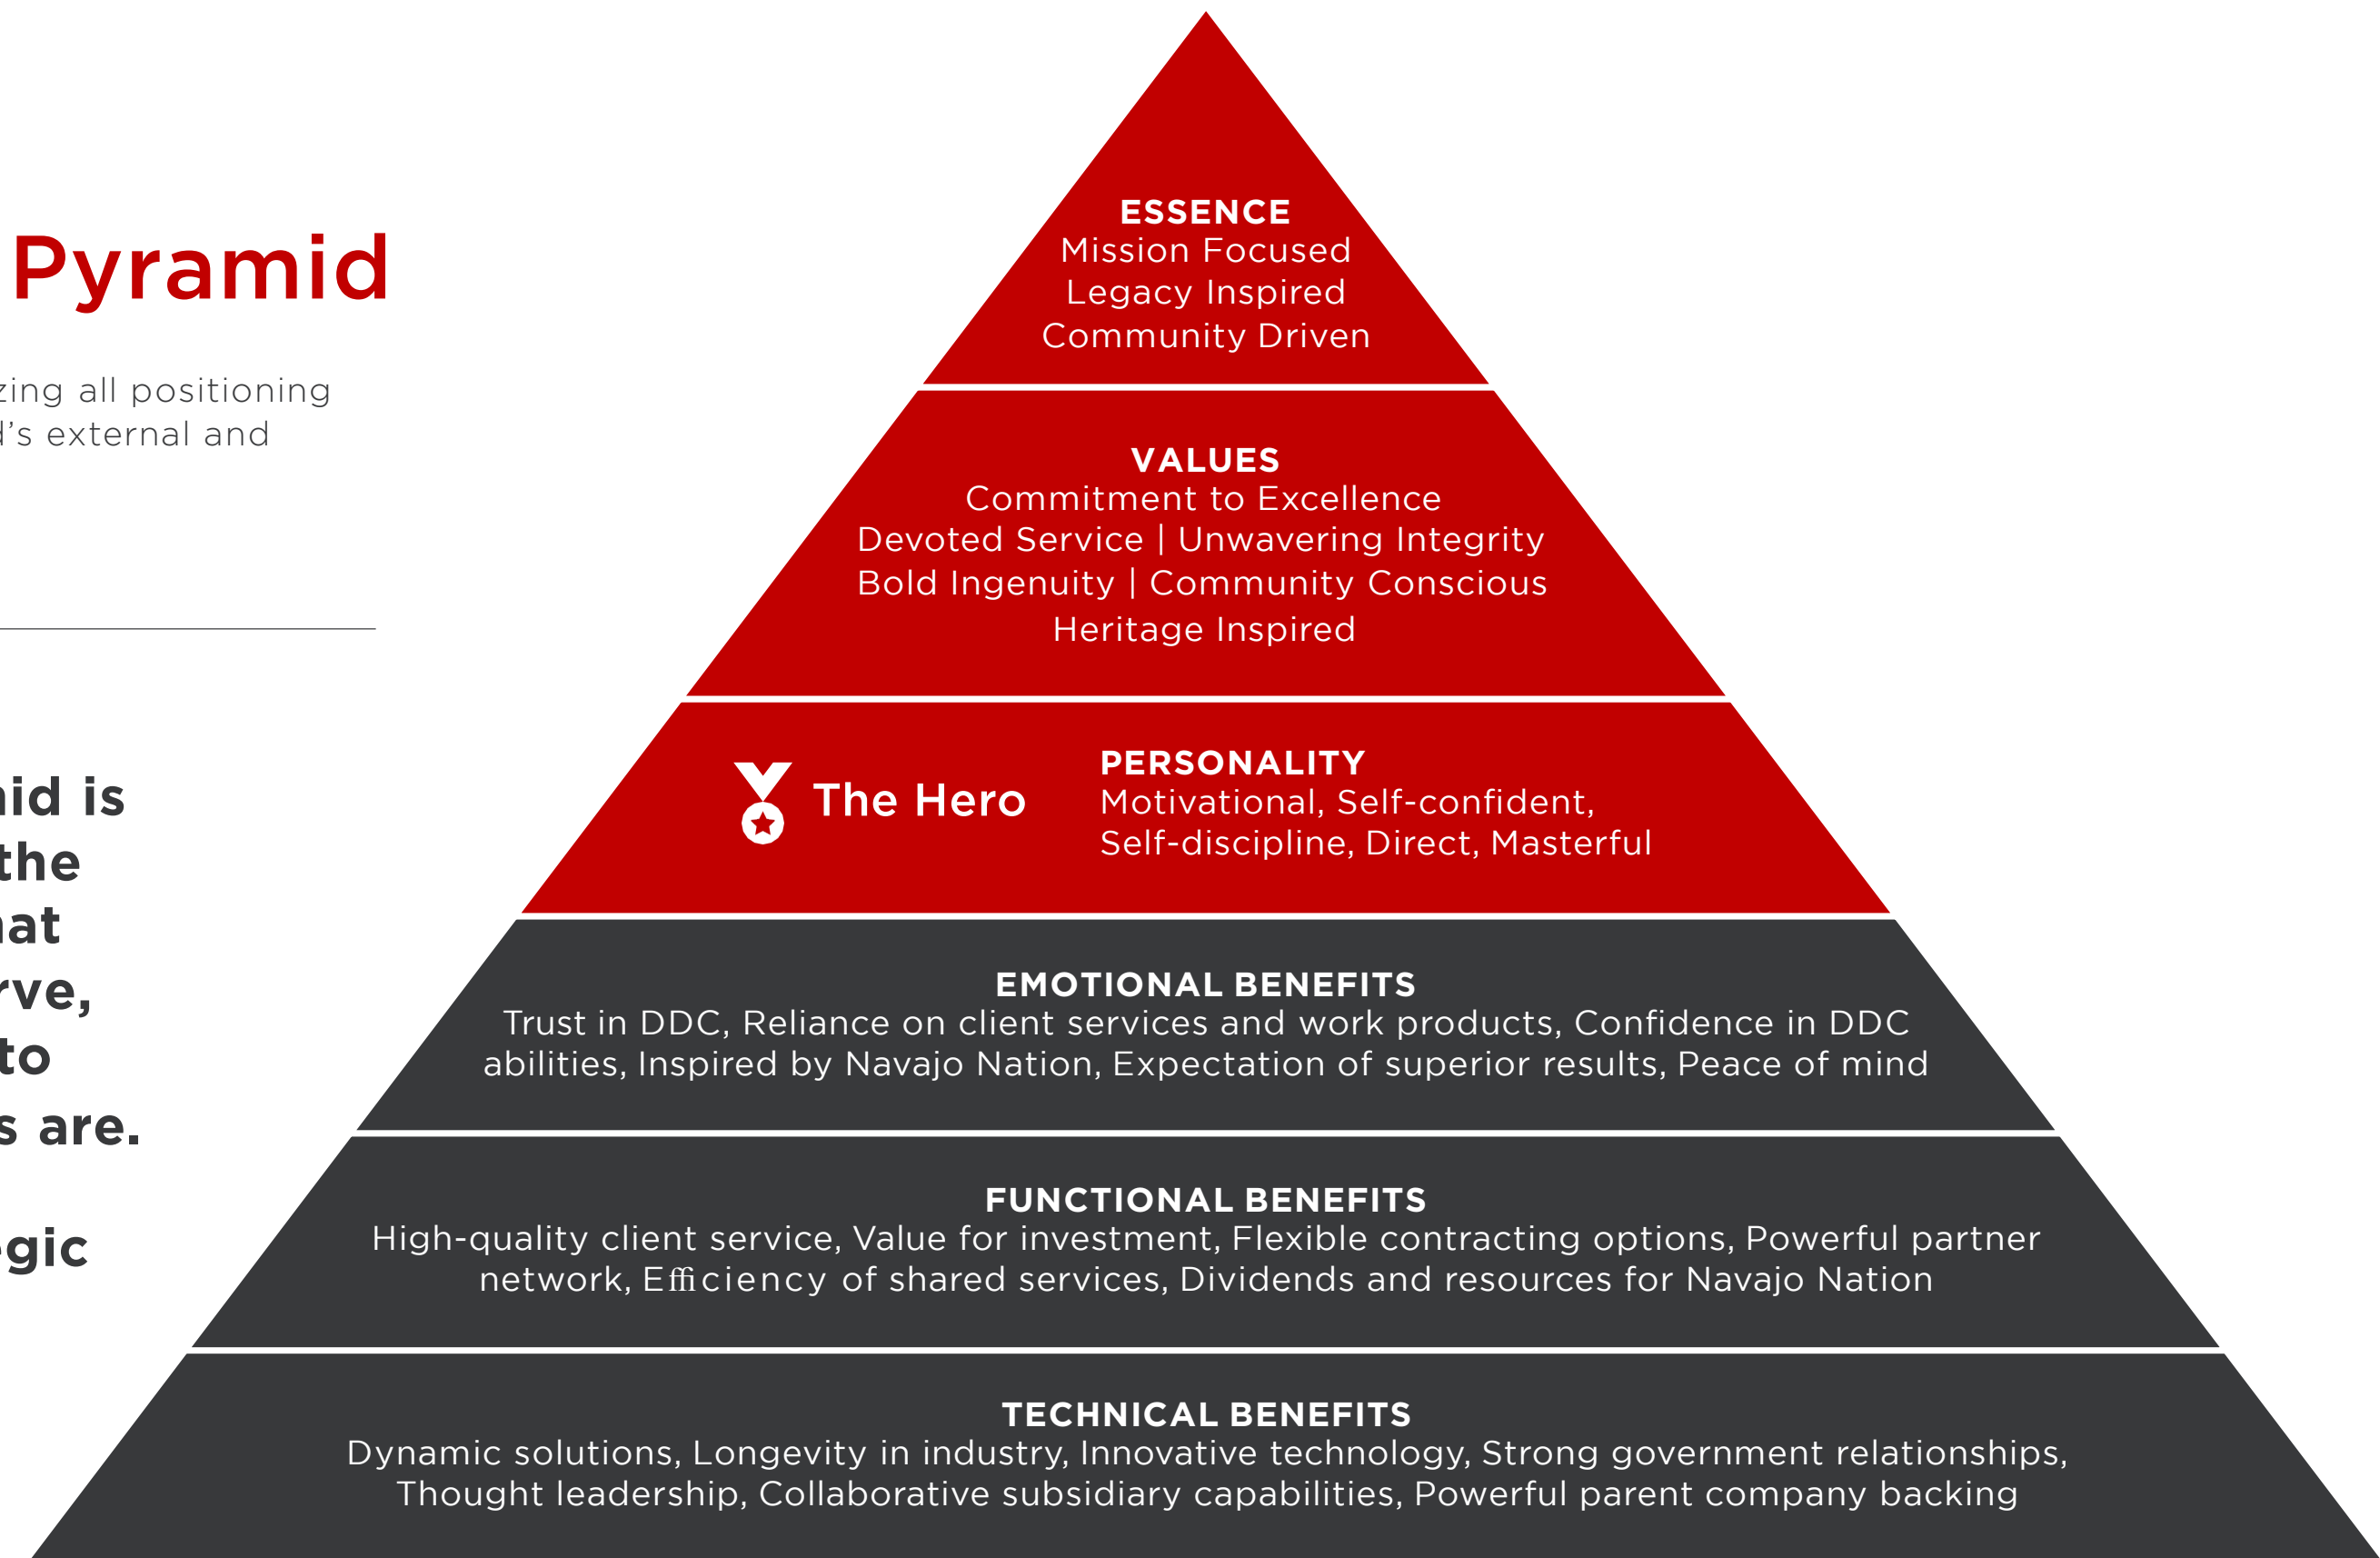 Pyramid
all positioning
external and
is
the
to
are.
ESSENCE
Mission Focused
Legacy Inspired
Community Driven
VALUES
Commitment to Excellence
Devoted Service | Unwavering Integrity
Bold Ingenuity | Community Conscious
Heritage Inspired
The Hero
PERSONALITY
Motivational, Self-confident,
Self-discipline, Direct, Masterful
EMOTIONAL BENEFITS
Trust in DDC, Reliance on client services and work products, Confidence in DDC
abilities, Inspired by Navajo Nation, Expectation of superior results, Peace of mind
FUNCTIONAL BENEFITS
High-quality client service, Value for investment, Flexible contracting options, Powerful partner
network, Efficiency of shared services, Dividends and resources for Navajo Nation
TECHNICAL BENEFITS
Dynamic solutions, Longevity in industry, Innovative technology, Strong government relationships,
Thought leadership, Collaborative subsidiary capabilities, Powerful parent company backing